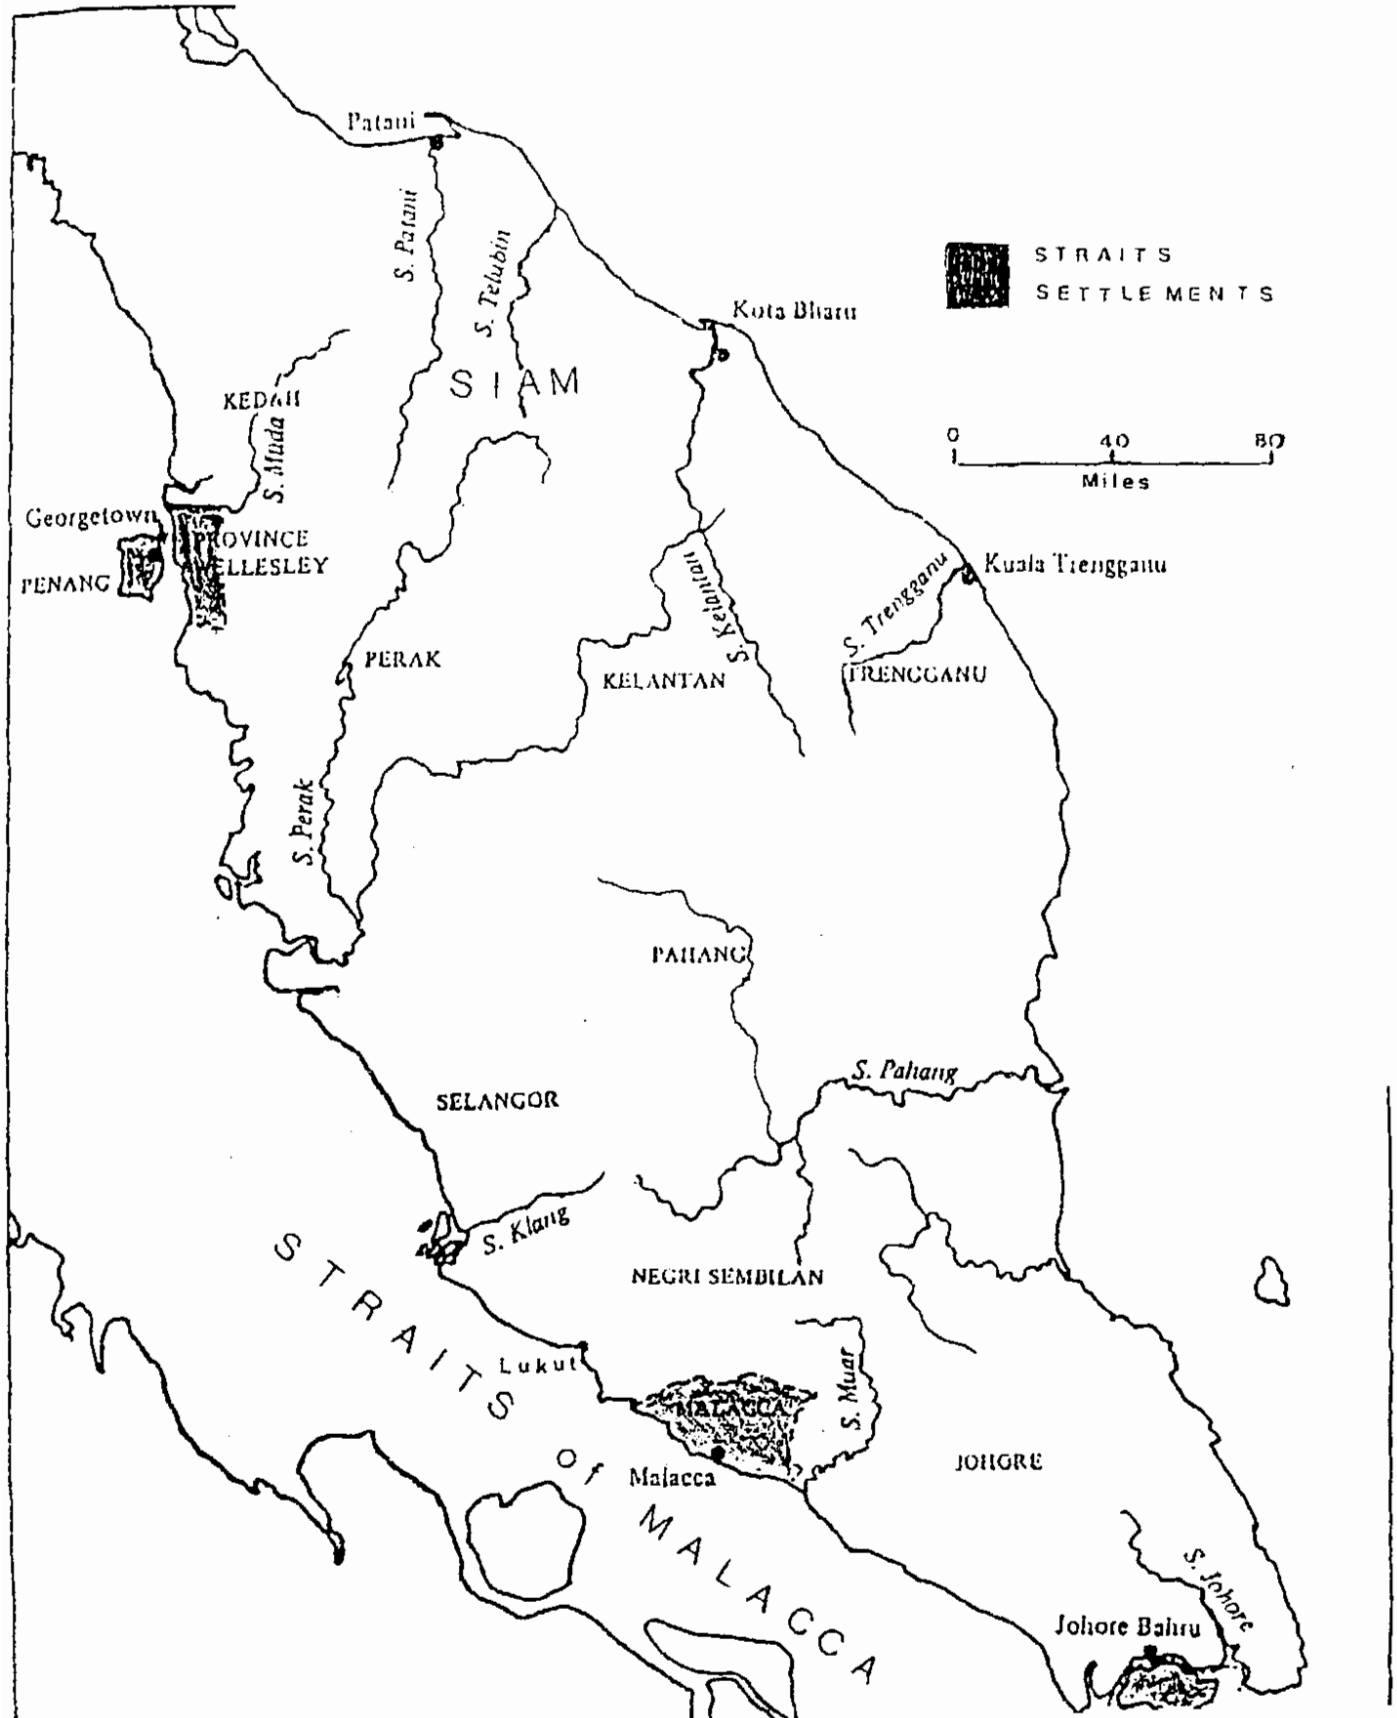 Patani
S. Patani
S. Telubin
STRAITS
SETTLEMENTS
Kota Bharu
SIAM
KEDAH
S. Muda
0 40 80
Miles
Georgetown
PROVINCE
WELLESLEY
PENANG
Kuala Trengganu
S. Trengganu
S. Kelantan
PERAK
KELANTAN
TRENGGANU
S. Perak
PAHANG
S. Pahang
SELANGOR
S. Klang
NEGRI SEMBILAN
STRAITS of MALACCA
Lukut
S. Muar
MALACCA
Malacca
JOHORE
S. Johore
Johore Bahru